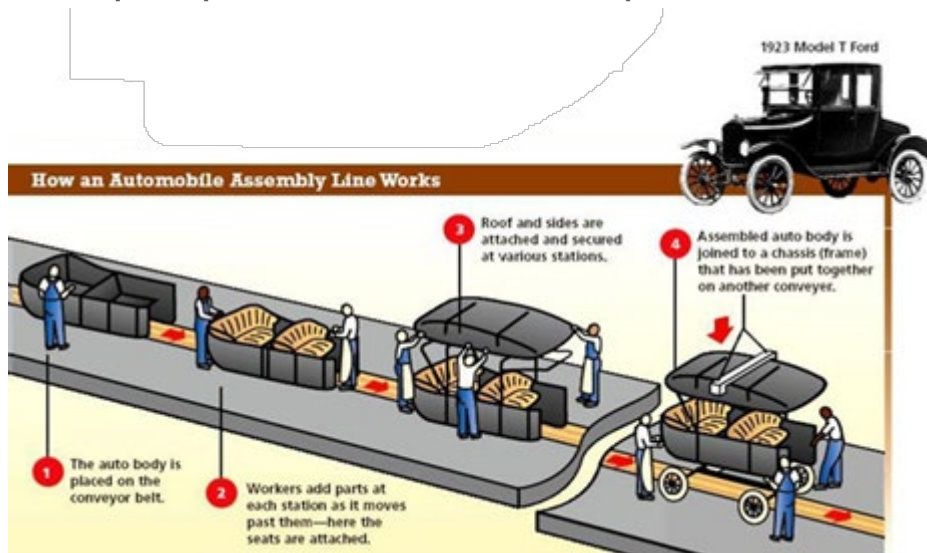 1923 Model T Ford
How an Automobile Assembly Line Works
1
The auto body is
placed on the
conveyor belt.
2
Workers add parts at
each station as it moves
past them—here the
seats are attached.
3
Roof and sides are
attached and secured
at various stations.
4
Assembled auto body is
joined to a chassis (frame)
that has been put together
on another conveyer.